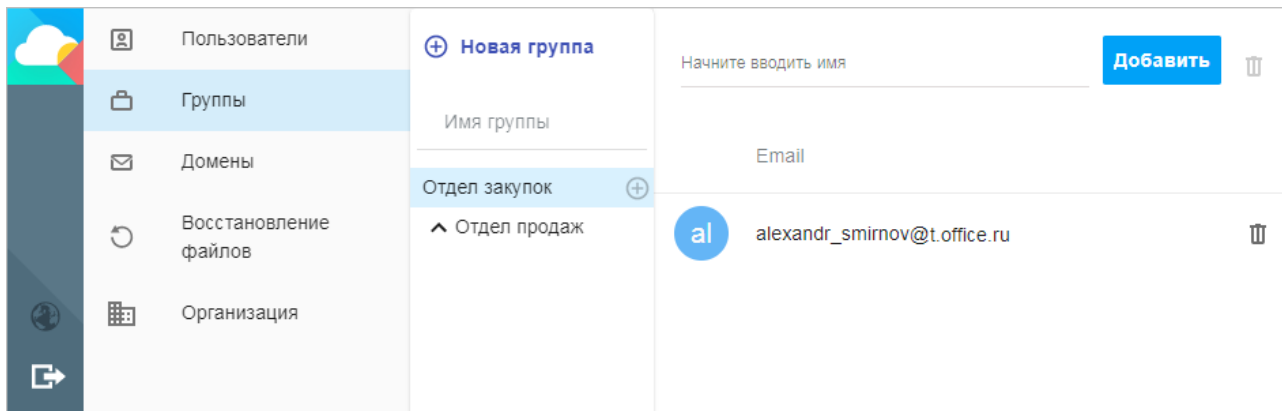 Пользователи
Группы
Домены
Восстановление
файлов
Организация
Новая группа
Имя группы
Отдел закупок
Отдел продаж
Начните вводить имя
Добавить
Email
al
alexandr_smirnov@t.office.ru